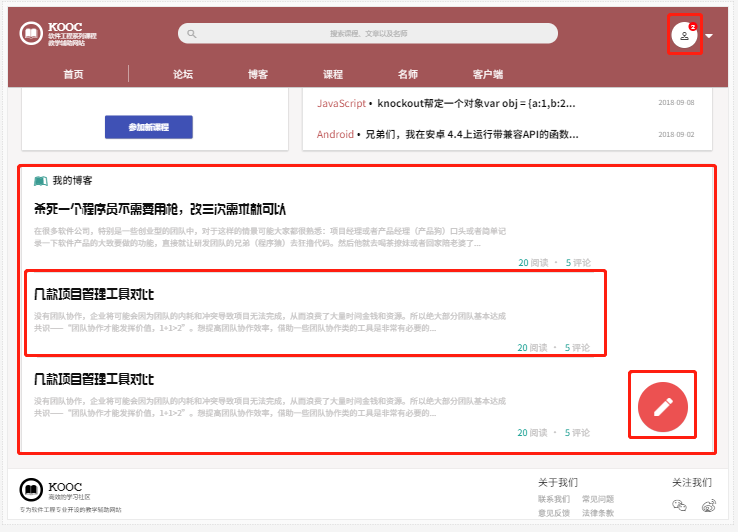 KOOC
软件工程系列课程
教学辅助网站
搜索课程、文章以及名师
2
首页
论坛
博客
课程
名师
客户端
参加新课程
JavaScript • knockout帮定一个对象var obj = {a:1,b:2...
2018-09-08
Android • 兄弟们，我在安卓 4.4上运行带兼容API的函数...
2018-09-02
我的博客
杀死一个程序员不需要用枪，改三次需求就可以
在很多软件公司，特别是一些创业型的团队中，对于这样的情景可能大家都很熟悉：项目经理或者产品经理（产品狗）口头或者简单记
录一下软件产品的大致要做的功能，直接就让研发团队的兄弟（程序猿）去狂撸代码。然后他就去喝茶撩妹或者回家陪老婆了...
20 阅读 · 5 评论
几款项目管理工具对比
没有团队协作，企业将可能会因为团队的内耗和冲突导致项目无法完成，从而浪费了大量时间金钱和资源。所以绝大部分团队基本达成
共识——“团队协作才能发挥价值，1+1>2”。想提高团队协作效率，借助一些团队协作类的工具是非常有必要的...
20 阅读 · 5 评论
几款项目管理工具对比
没有团队协作，企业将可能会因为团队的内耗和冲突导致项目无法完成，从而浪费了大量时间金钱和资源。所以绝大部分团队基本达成
共识——“团队协作才能发挥价值，1+1>2”。想提高团队协作效率，借助一些团队协作类的工具是非常有必要的...
20 阅读 · 5 评论
KOOC
高效的学习社区
专为软件工程专业开设的教学辅助网站
关于我们
联系我们 常见问题
意见反馈 法律条数
关注我们